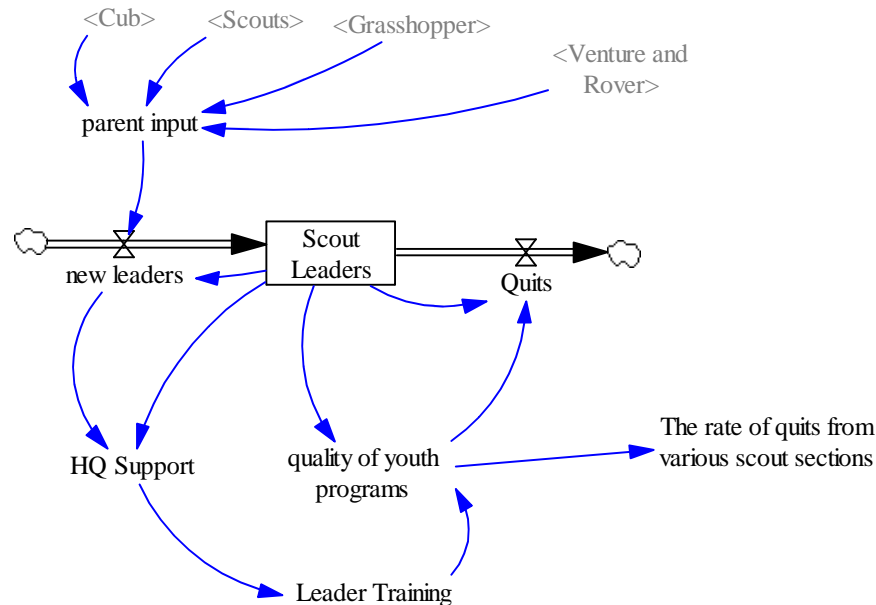 <Cub>
<Scouts>
<Grasshopper>
<Venture and
Rover>
parent input
Scout
Leaders
new leaders
Quits
HQ Support
quality of youth
programs
The rate of quits from
various scout sections
Leader Training